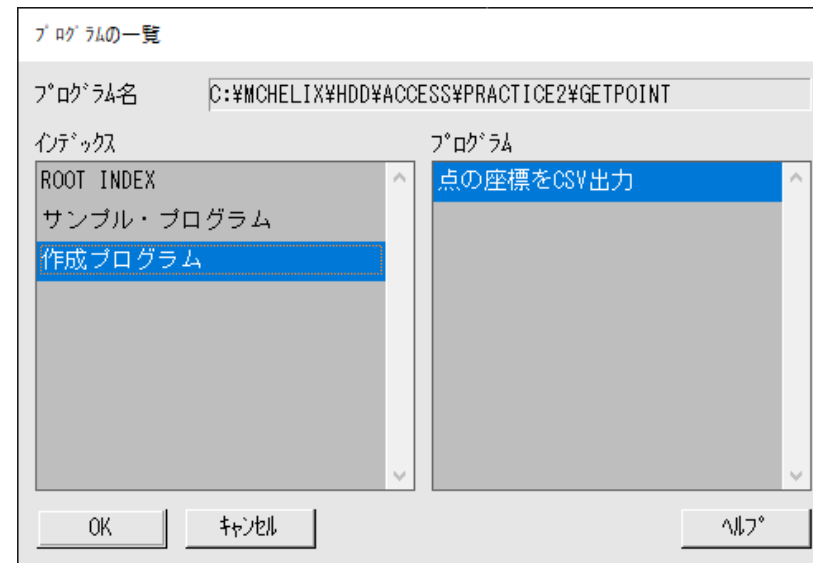 ﾌﾟﾛｸﾞﾗﾑの一覧
ﾌﾟﾛｸﾞﾗﾑ名 C:¥MCHELIX¥HDD¥ACCESS¥PRACTICE2¥GETPOINT
ｲﾝﾃﾞｯｸｽ ﾌﾟﾛｸﾞﾗﾑ
ROOT INDEX 点の座標をCSV出力
サンプル・プログラム
作成プログラム
OK ｷｬﾝｾﾙ ﾍﾙﾌﾟ